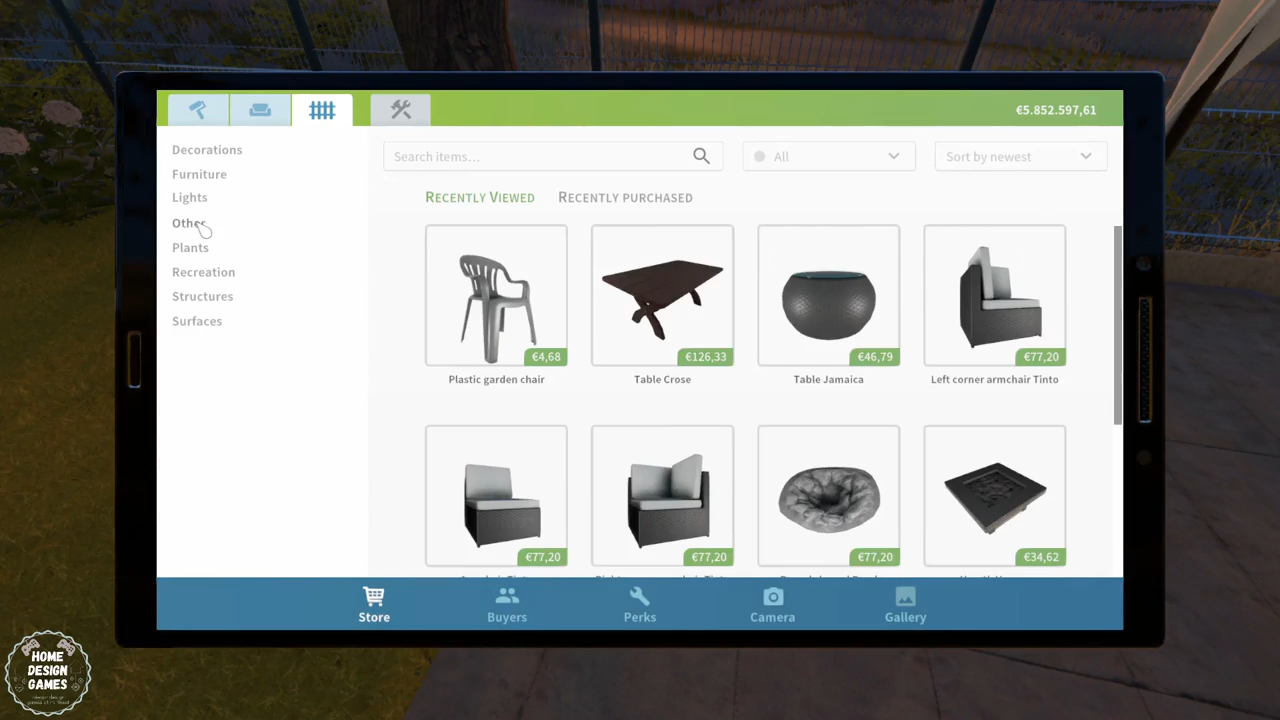 €5.852.597,61
Decorations
Furniture
Lights
Other
Plants
Recreation
Structures
Surfaces
Search items...
All
Sort by newest
RECENTLY VIEWED
RECENTLY PURCHASED
€4,68
€126,33
€46,79
€77,20
Plastic garden chair
Table Crose
Table Jamaica
Left corner armchair Tinto
€77,20
€77,20
€77,20
€34,62
Store
Buyers
Perks
Camera
Gallery
HOME
DESIGN
GAMES